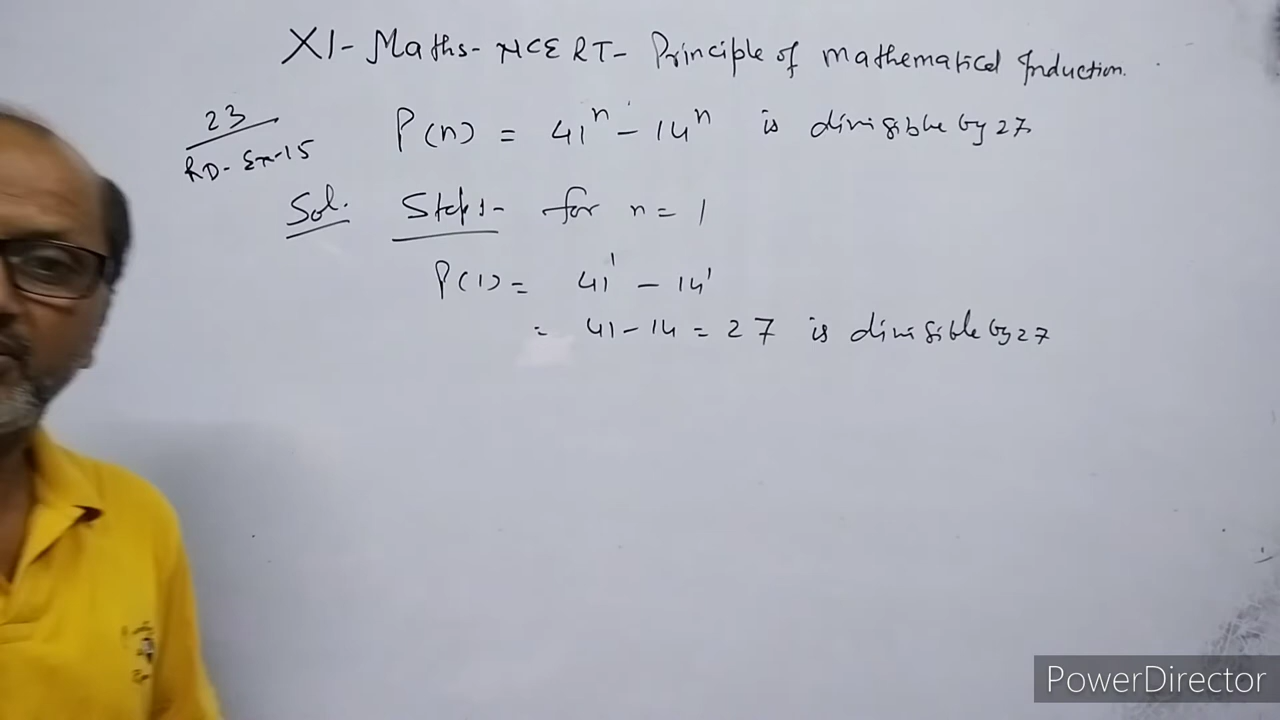 XI- Maths- NCERT- Principle of mathematical Induction.
23
RD- Ex-15
P(n) = 41ⁿ - 14ⁿ is divisible by 27
Sol. Step1- for n = 1
P(1) = 41¹ - 14¹
= 41 - 14 = 27 is divisible by 27
PowerDirector